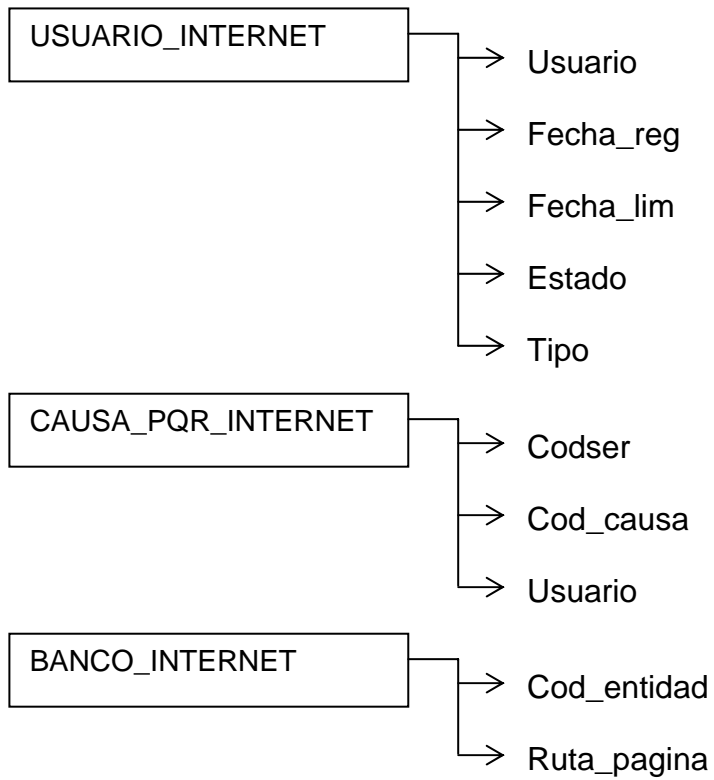 USUARIO_INTERNET
Usuario
Fecha_reg
Fecha_lim
Estado
Tipo
CAUSA_PQR_INTERNET
Codser
Cod_causa
Usuario
BANCO_INTERNET
Cod_entidad
Ruta_pagina